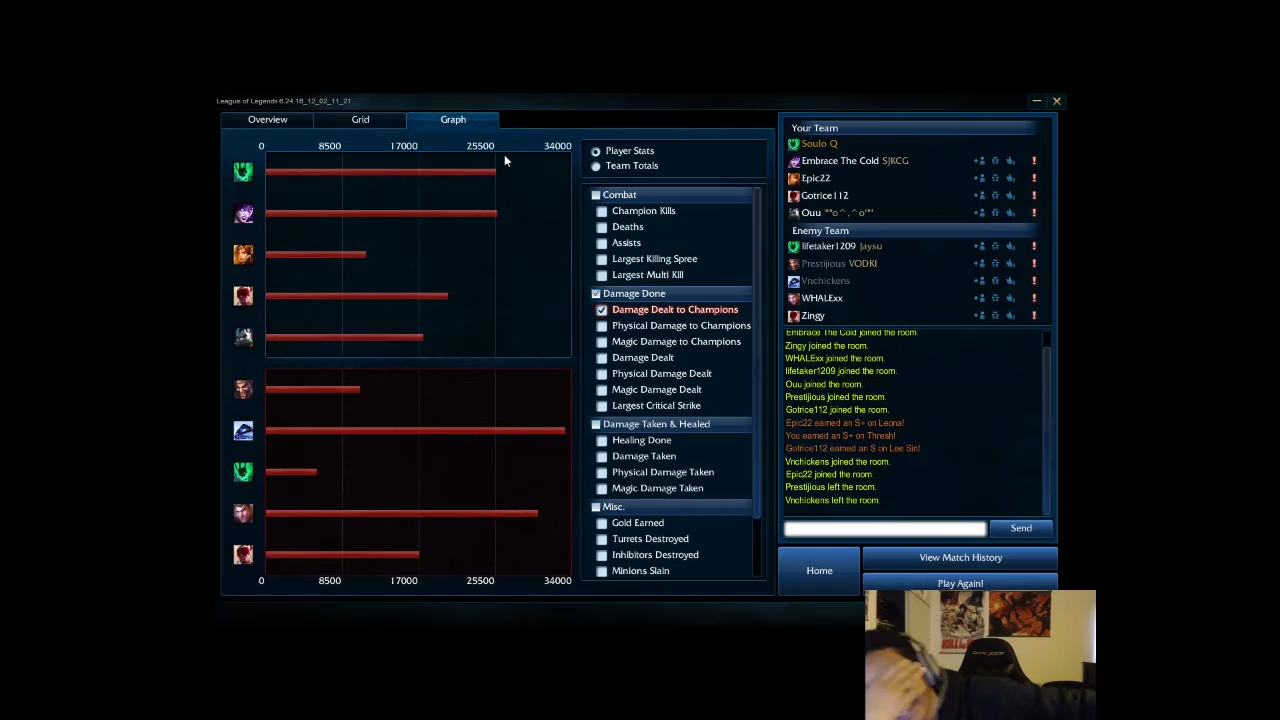 League of Legends 6.24.16_12_02_11_21
Overview
Grid
Graph
0 8500 17000 25500 34000
0 8500 17000 25500 34000
Player Stats
Team Totals
Combat
Champion Kills
Deaths
Assists
Largest Killing Spree
Largest Multi Kill
Damage Done
Damage Dealt to Champions
Physical Damage to Champions
Magic Damage to Champions
Damage Dealt
Physical Damage Dealt
Magic Damage Dealt
Largest Critical Strike
Damage Taken & Healed
Healing Done
Damage Taken
Physical Damage Taken
Magic Damage Taken
Misc.
Gold Earned
Turrets Destroyed
Inhibitors Destroyed
Minions Slain
Your Team
Soulo Q
Embrace The Cold SJKCG
Epic22
Gotrice112
Ouu ""o^,^o""
Enemy Team
lifetaker1209 Jaysu
Prestijious VODKI
Vnchickens
WHALExx
Zingy
Embrace The Cold joined the room.
Zingy joined the room.
WHALExx joined the room.
lifetaker1209 joined the room.
Ouu joined the room.
Prestijious joined the room.
Gotrice112 joined the room.
Epic22 earned an S+ on Leona!
You earned an S+ on Thresh!
Gotrice112 earned an S on Lee Sin!
Vnchickens joined the room.
Epic22 joined the room.
Prestijious left the room.
Vnchickens left the room.
Send
Home
View Match History
Play Again!